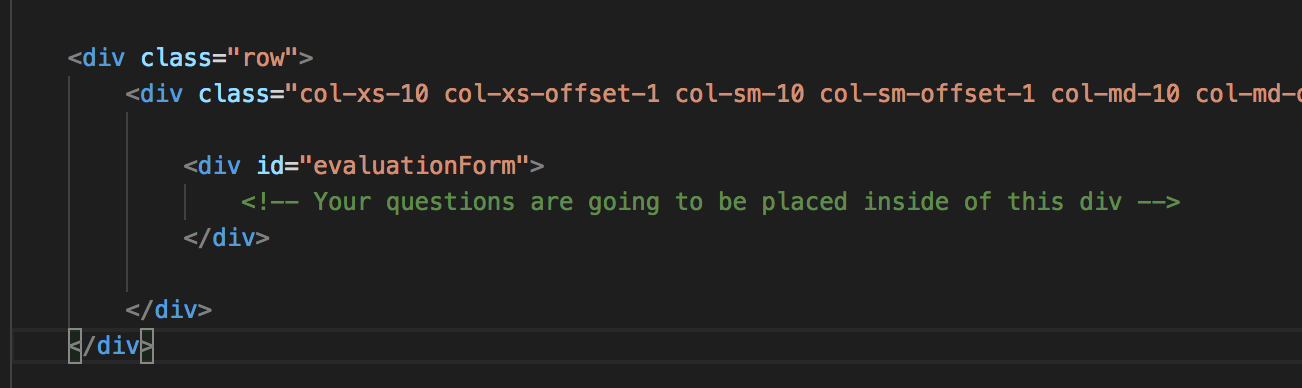 <div class="row">
<div class="col-xs-10 col-xs-offset-1 col-sm-10 col-sm-offset-1 col-md-10 col-md-o
<div id="evaluationForm">
<!-- Your questions are going to be placed inside of this div -->
</div>
</div>
</div>